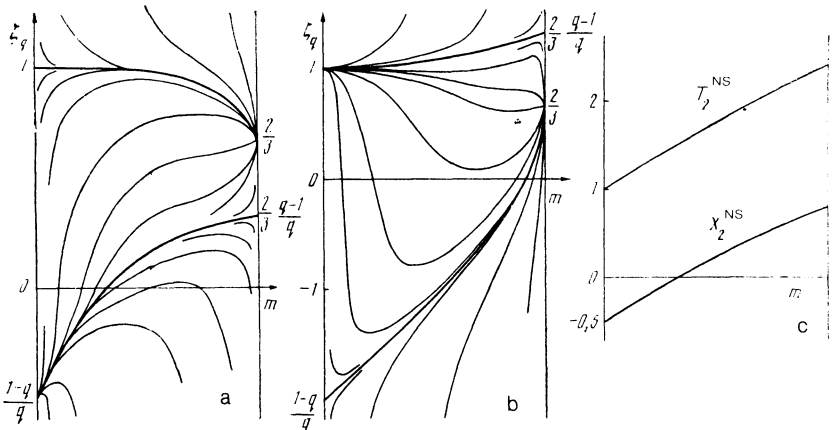 ζ_q
1
2/3
2/3 (q-1)/q
0
m
(1-q)/q
a
ζ_q
1
2/3 (q-1)/q
2/3
0
m
-1
(1-q)/q
b
2
T_2^NS
1
X_2^NS
0
m
-0,5
c